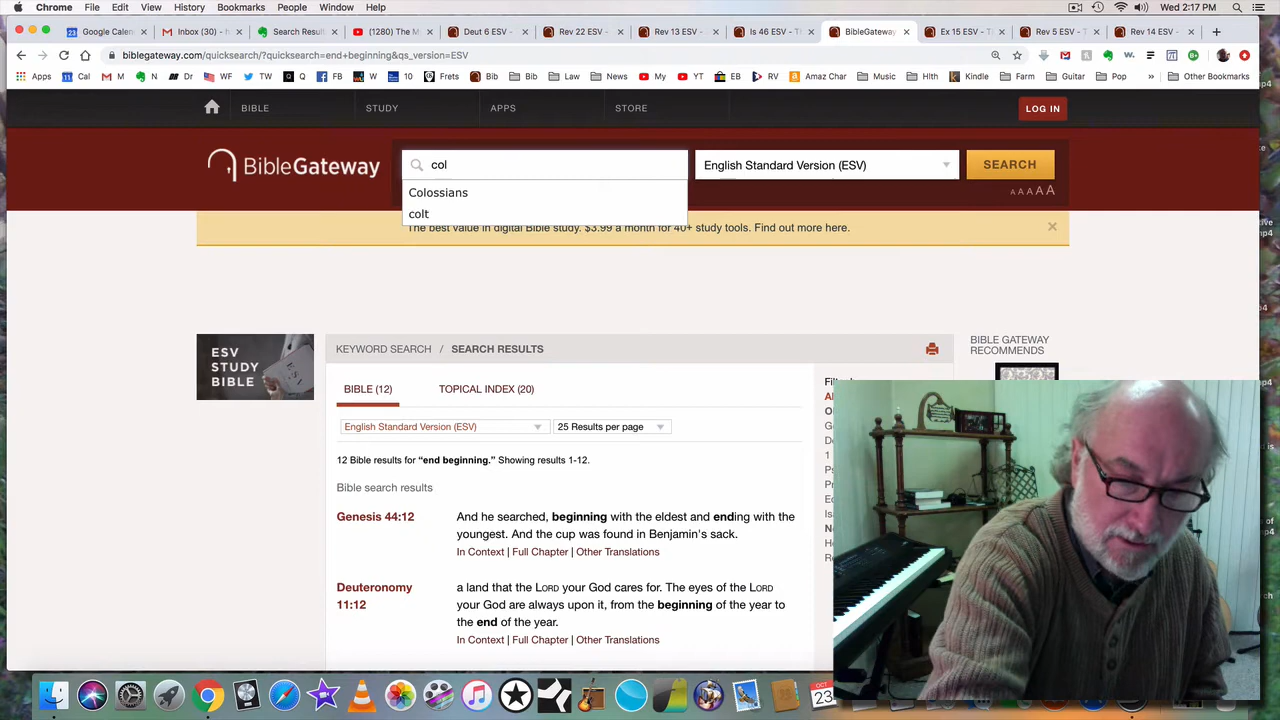 Chrome File Edit View History Bookmarks People Window Help Wed 2:17 PM
Google Calen Inbox (30) - h Search Result (1280) The M Deut 6 ESV - Rev 22 ESV - Rev 13 ESV - Is 46 ESV - Th BibleGateway Ex 15 ESV - T Rev 5 ESV - T Rev 14 ESV -
biblegateway.com/quicksearch/?quicksearch=end+beginning&qs_version=ESV
Apps Cal M N Dr WF TW Q FB W 10 Frets Bib Bib Law News My YT EB RV Amaz Char Music Hlth Kindle Farm Guitar Pop » Other Bookmarks
BIBLE STUDY APPS STORE LOG IN
BibleGateway col English Standard Version (ESV) SEARCH
A A A A A
Colossians
colt
The best value in digital Bible study. $3.99 a month for 40+ study tools. Find out more here.
ESV STUDY BIBLE
KEYWORD SEARCH / SEARCH RESULTS
BIBLE GATEWAY RECOMMENDS
BIBLE (12) TOPICAL INDEX (20)
English Standard Version (ESV) 25 Results per page
12 Bible results for “end beginning.” Showing results 1-12.
Bible search results
Genesis 44:12 And he searched, beginning with the eldest and ending with the
youngest. And the cup was found in Benjamin's sack.
In Context | Full Chapter | Other Translations
Deuteronomy 11:12 a land that the LORD your God cares for. The eyes of the LORD
your God are always upon it, from the beginning of the year to
the end of the year.
In Context | Full Chapter | Other Translations
OCT
23